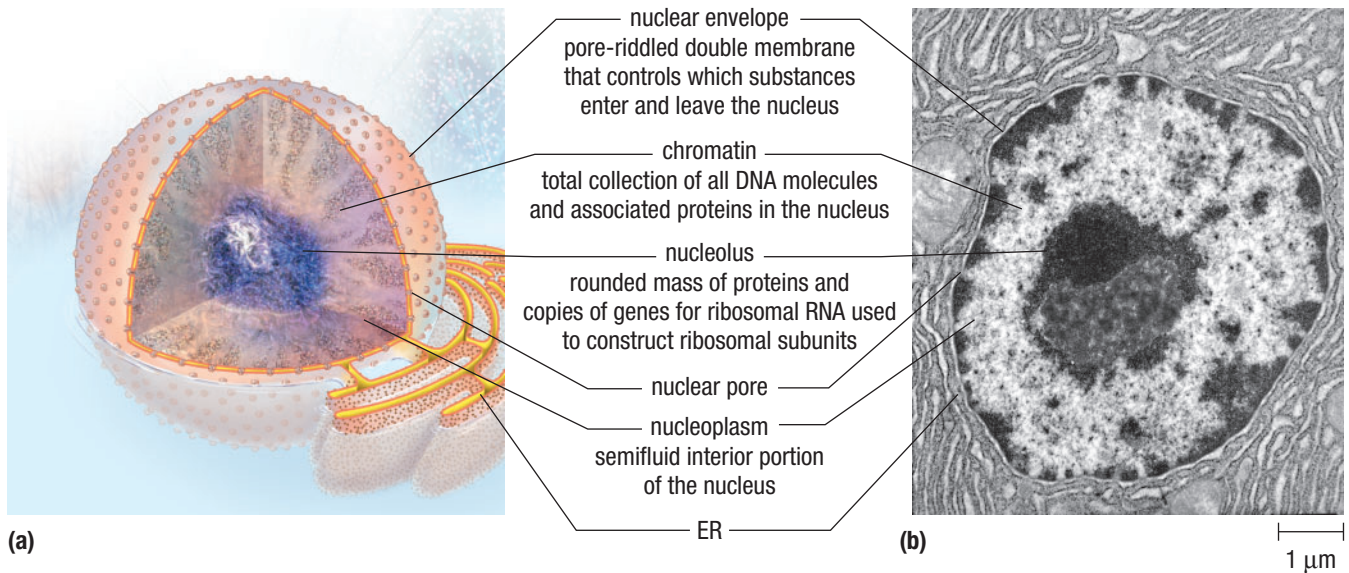 nuclear envelope
pore-riddled double membrane
that controls which substances
enter and leave the nucleus
chromatin
total collection of all DNA molecules
and associated proteins in the nucleus
nucleolus
rounded mass of proteins and
copies of genes for ribosomal RNA used
to construct ribosomal subunits
nuclear pore
nucleoplasm
semifluid interior portion
of the nucleus
ER
(a)
(b)
1 μm